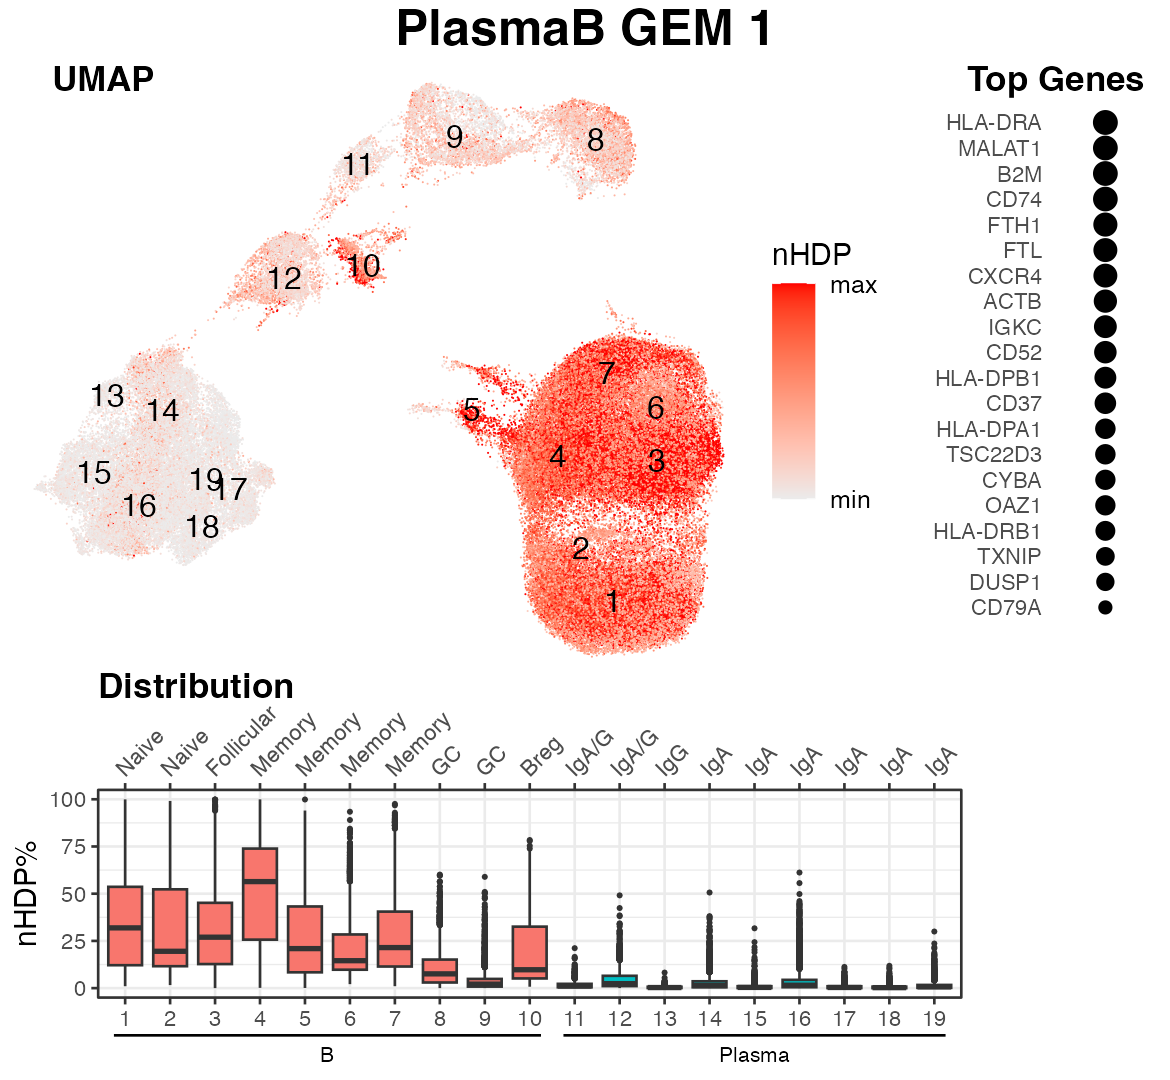 PlasmaB GEM 1
UMAP
Top Genes
HLA-DRA
MALAT1
B2M
CD74
FTH1
FTL
CXCR4
ACTB
IGKC
CD52
HLA-DPB1
CD37
HLA-DPA1
TSC22D3
CYBA
OAZ1
HLA-DRB1
TXNIP
DUSP1
CD79A
9
8
11
10
12
nHDP
max
min
7
13
14
5
6
4
3
15
19
17
16
18
2
1
Distribution
Naive
Naive
Follicular
Memory
Memory
Memory
Memory
GC
GC
Breg
IgA/G
IgA/G
IgG
IgA
IgA
IgA
IgA
IgA
IgA
nHDP%
100
75
50
25
0
1 2 3 4 5 6 7 8 9 10 11 12 13 14 15 16 17 18 19
B Plasma